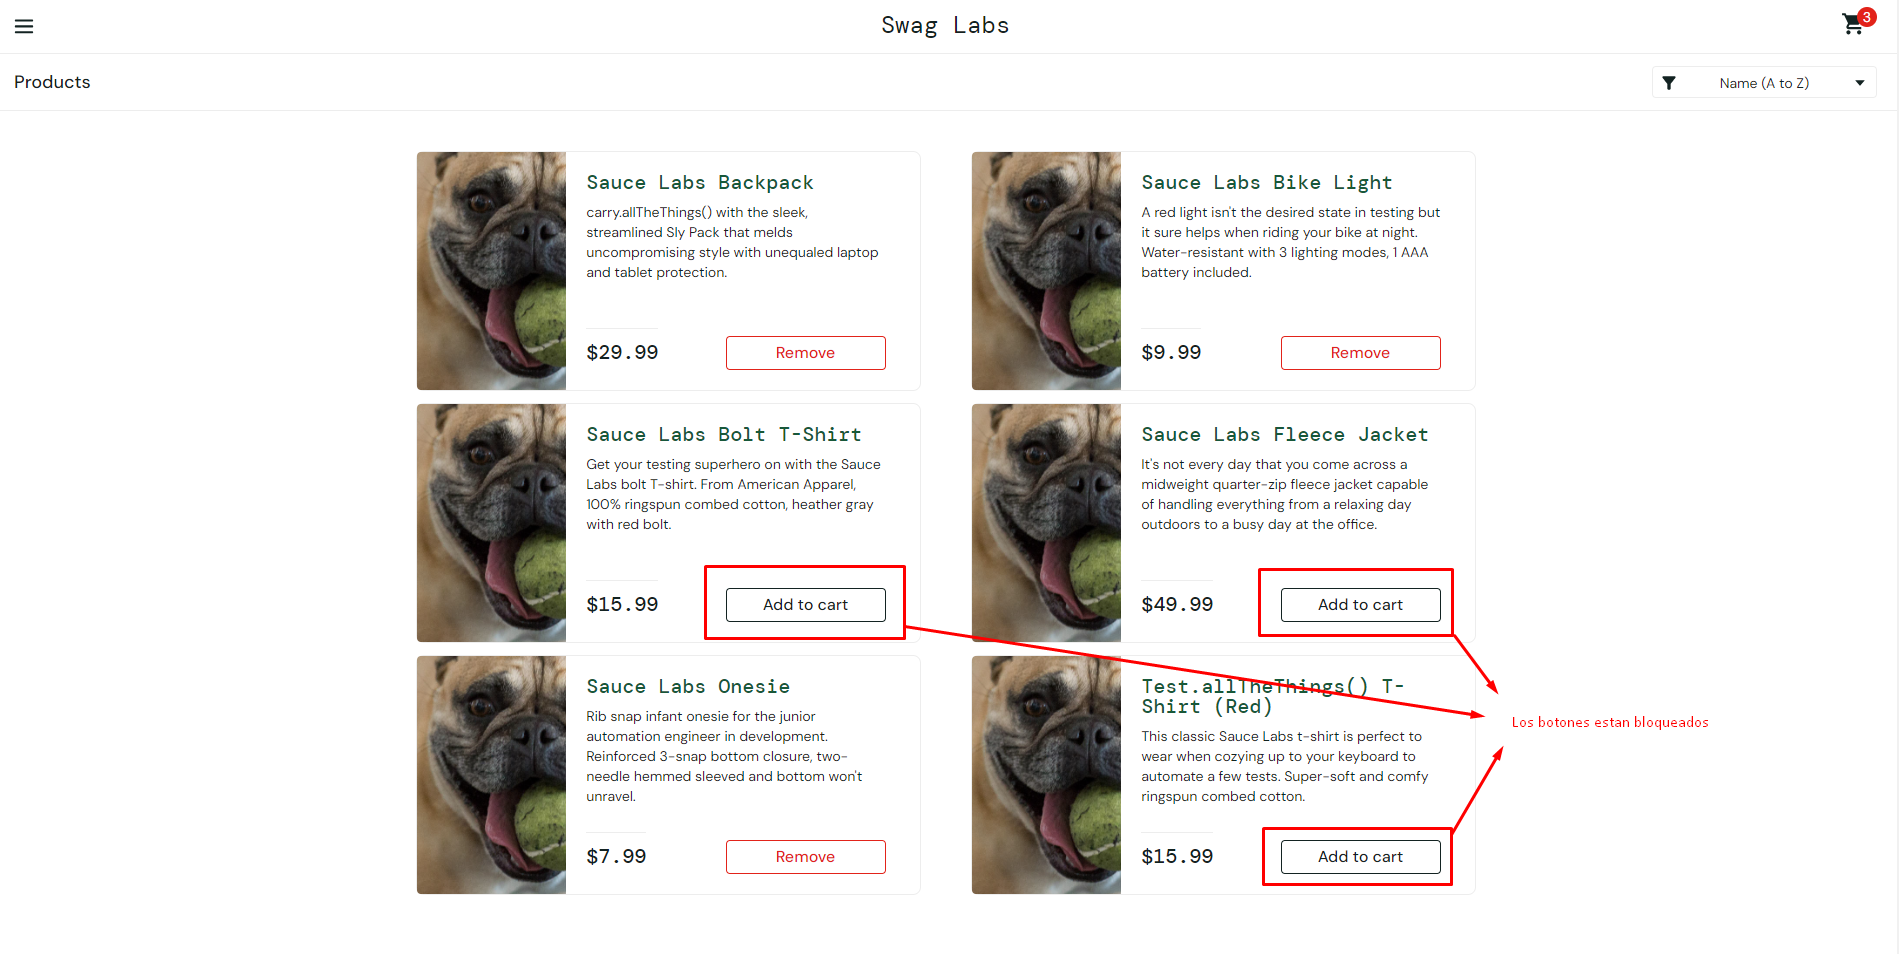 Swag Labs
3
Products
Name (A to Z)
Sauce Labs Backpack
carry.allTheThings() with the sleek,
streamlined Sly Pack that melds
uncompromising style with unequaled laptop
and tablet protection.
$29.99
Remove
Sauce Labs Bike Light
A red light isn't the desired state in testing but
it sure helps when riding your bike at night.
Water-resistant with 3 lighting modes, 1 AAA
battery included.
$9.99
Remove
Sauce Labs Bolt T-Shirt
Get your testing superhero on with the Sauce
Labs bolt T-shirt. From American Apparel,
100% ringspun combed cotton, heather gray
with red bolt.
$15.99
Add to cart
Sauce Labs Fleece Jacket
It's not every day that you come across a
midweight quarter-zip fleece jacket capable
of handling everything from a relaxing day
outdoors to a busy day at the office.
$49.99
Add to cart
Sauce Labs Onesie
Rib snap infant onesie for the junior
automation engineer in development.
Reinforced 3-snap bottom closure, two-
needle hemmed sleeved and bottom won't
unravel.
$7.99
Remove
Test.allTheThings() T-
Shirt (Red)
This classic Sauce Labs t-shirt is perfect to
wear when cozying up to your keyboard to
automate a few tests. Super-soft and comfy
ringspun combed cotton.
$15.99
Add to cart
Los botones estan bloqueados